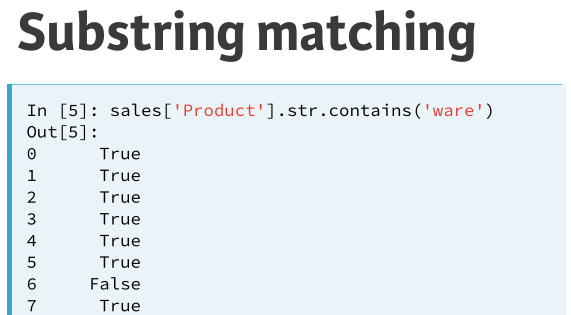 Substring matching
In [5]: sales['Product'].str.contains('ware')
Out[5]:
0      True
1      True
2      True
3      True
4      True
5      True
6     False
7      True